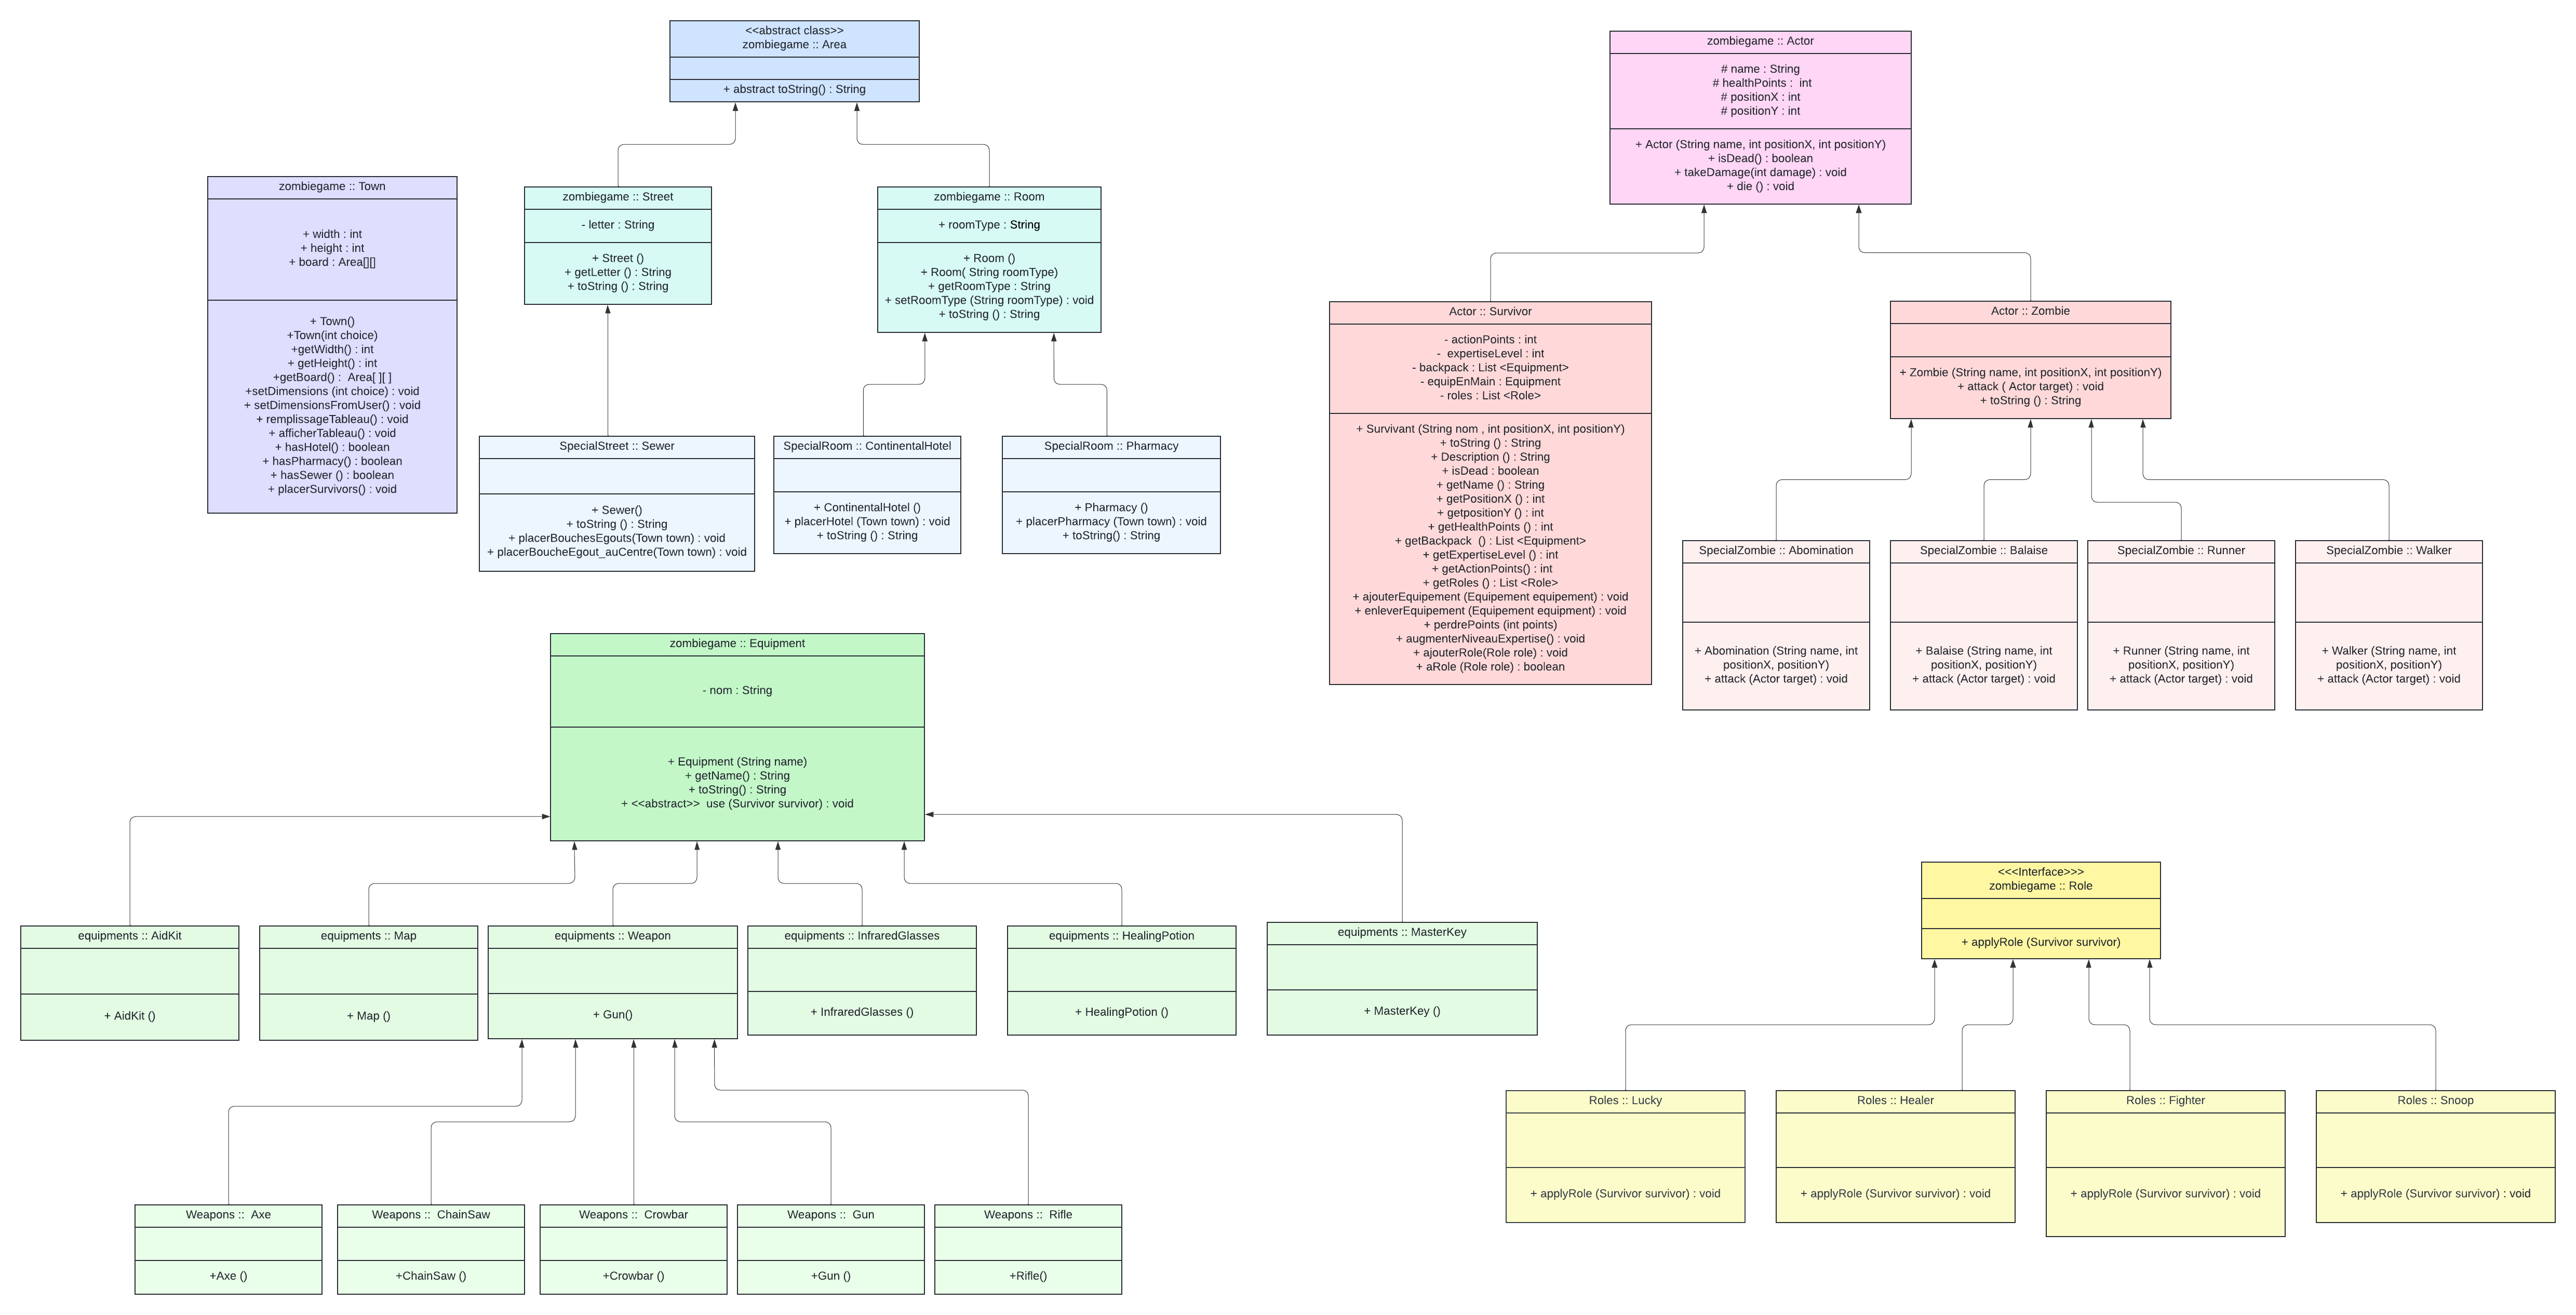 <<abstract class>>
zombiegame :: Area
+ abstract toString() : String
zombiegame :: Actor
# name : String
# healthPoints :  int
# positionX : int
# positionY : int
+ Actor (String name, int positionX, int positionY)
+ isDead() : boolean
+ takeDamage(int damage) : void
+ die () : void
zombiegame :: Town
+ width : int
+ height : int
+ board : Area[][]
+ Town()
+Town(int choice)
+getWidth() : int
+ getHeight() : int
+getBoard() :  Area[ ][ ]
+setDimensions (int choice) : void
+ setDimensionsFromUser() : void
+ remplissageTableau() : void
+ afficherTableau() : void
+ hasHotel() : boolean
+ hasPharmacy() : boolean
+ hasSewer () : boolean
+ placerSurvivors() : void
zombiegame :: Street
- letter : String
+ Street ()
+ getLetter () : String
+ toString () : String
zombiegame :: Room
+ roomType : String
+ Room ()
+ Room( String roomType)
+ getRoomType : String
+ setRoomType (String roomType) : void
+ toString () : String
SpecialStreet :: Sewer
+ Sewer()
+ toString () : String
+ placerBouchesEgouts(Town town) : void
+ placerBoucheEgout_auCentre(Town town) : void
SpecialRoom :: ContinentalHotel
+ ContinentalHotel ()
+ placerHotel (Town town) : void
+ toString () : String
SpecialRoom :: Pharmacy
+ Pharmacy ()
+ placerPharmacy (Town town) : void
+ toString() : String
Actor :: Survivor
- actionPoints : int
-  expertiseLevel : int
- backpack : List <Equipment>
- equipEnMain : Equipment
- roles : List <Role>
+ Survivant (String nom , int positionX, int positionY)
+ toString () : String
+ Description () : String
+ isDead : boolean
+ getName () : String
+ getPositionX () : int
+ getpositionY () : int
+ getHealthPoints () : int
+ getBackpack  () : List <Equipment>
+ getExpertiseLevel () : int
+ getActionPoints() : int
+ getRoles () : List <Role>
+ ajouterEquipement (Equipement equipement) : void
+ enleverEquipement (Equipement equipment) : void
+ perdrePoints (int points)
+ augmenterNiveauExpertise() : void
+ ajouterRole(Role role) : void
+ aRole (Role role) : boolean
Actor :: Zombie
+ Zombie (String name, int positionX, int positionY)
+ attack ( Actor target) : void
+ toString () : String
SpecialZombie :: Abomination
+ Abomination (String name, int
positionX, positionY)
+ attack (Actor target) : void
SpecialZombie :: Balaise
+ Balaise (String name, int
positionX, positionY)
+ attack (Actor target) : void
SpecialZombie :: Runner
+ Runner (String name, int
positionX, positionY)
+ attack (Actor target) : void
SpecialZombie :: Walker
+ Walker (String name, int
positionX, positionY)
+ attack (Actor target) : void
zombiegame :: Equipment
- nom : String
+ Equipment (String name)
+ getName() : String
+ toString() : String
+ <<abstract>>  use (Survivor survivor) : void
equipments :: AidKit
+ AidKit ()
equipments :: Map
+ Map ()
equipments :: Weapon
+ Gun()
equipments :: InfraredGlasses
+ InfraredGlasses ()
equipments :: HealingPotion
+ HealingPotion ()
equipments :: MasterKey
+ MasterKey ()
Weapons ::  Axe
+Axe ()
Weapons ::  ChainSaw
+ChainSaw ()
Weapons ::  Crowbar
+Crowbar ()
Weapons ::  Gun
+Gun ()
Weapons ::  Rifle
+Rifle()
<<<Interface>>>
zombiegame :: Role
+ applyRole (Survivor survivor)
Roles :: Lucky
+ applyRole (Survivor survivor) : void
Roles :: Healer
+ applyRole (Survivor survivor) : void
Roles :: Fighter
+ applyRole (Survivor survivor) : void
Roles :: Snoop
+ applyRole (Survivor survivor) : void